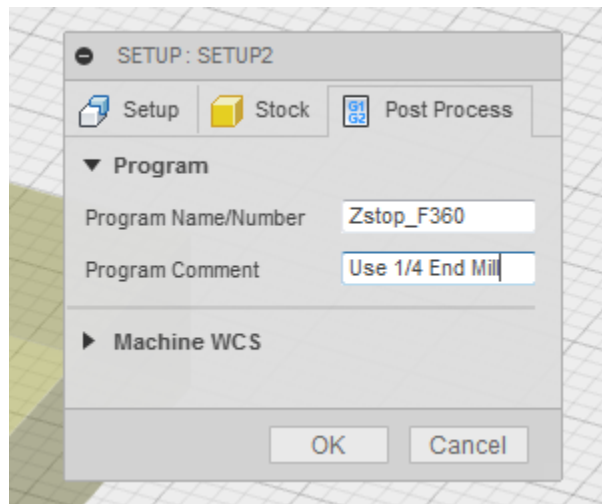 SETUP : SETUP2
Setup Stock G1 G2 Post Process
Program
Program Name/Number Zstop_F360
Program Comment Use 1/4 End Mill
Machine WCS
OK Cancel